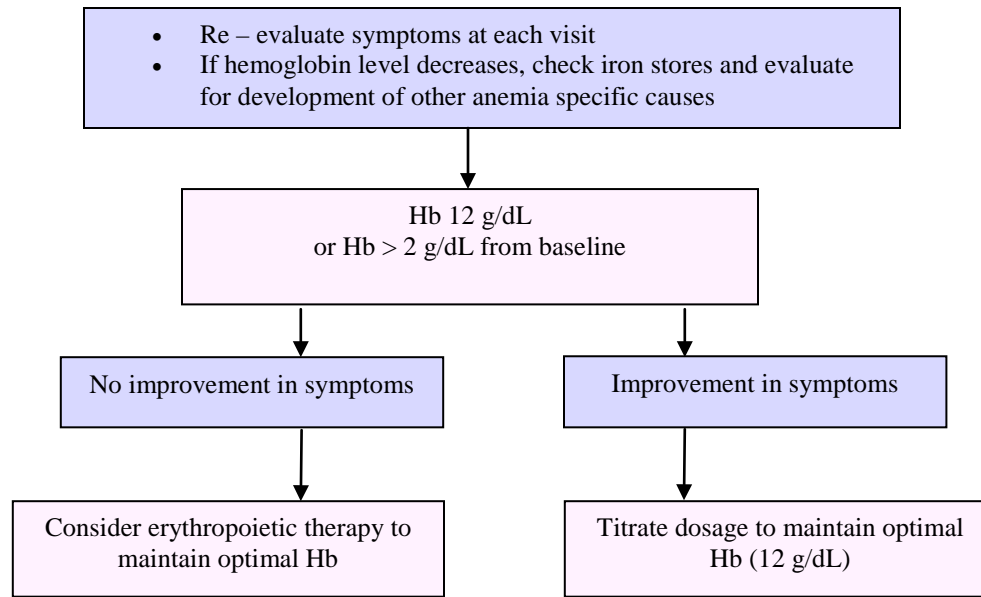 • Re – evaluate symptoms at each visit
• If hemoglobin level decreases, check iron stores and evaluate
for development of other anemia specific causes
Hb 12 g/dL
or Hb > 2 g/dL from baseline
No improvement in symptoms
Improvement in symptoms
Consider erythropoietic therapy to
maintain optimal Hb
Titrate dosage to maintain optimal
Hb (12 g/dL)